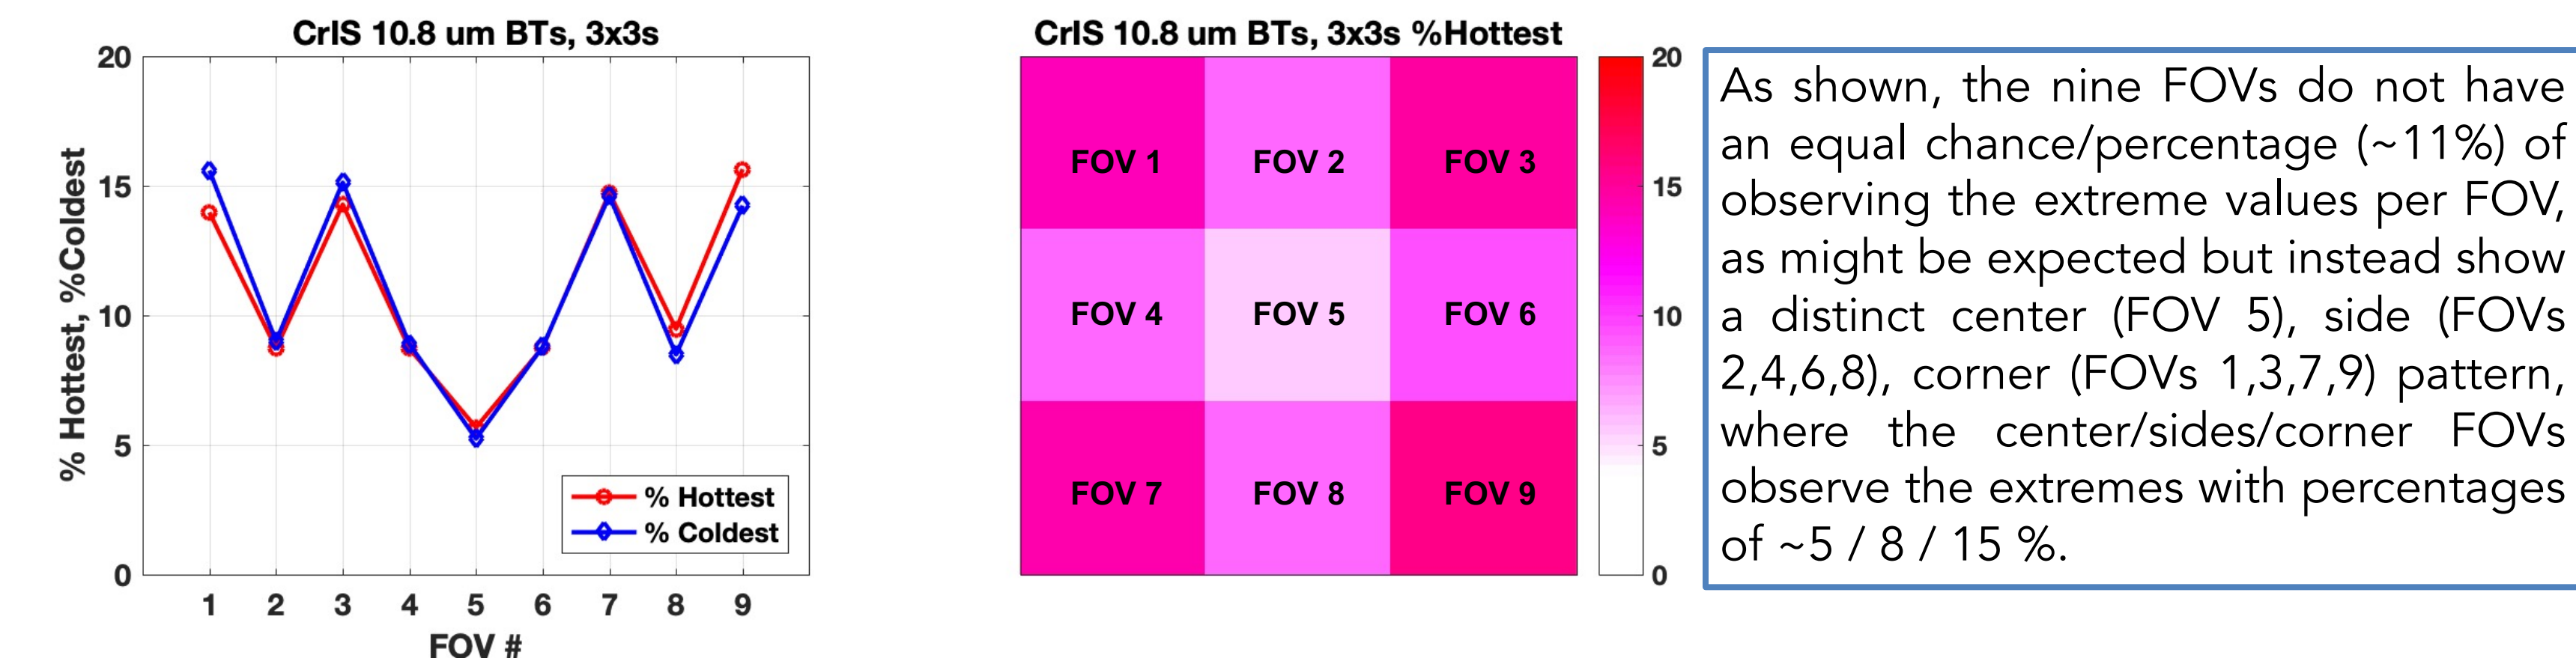 CrIS 10.8 um BTs, 3x3s
20
15
10
5
0
% Hottest, %Coldest
% Hottest
% Coldest
1 2 3 4 5 6 7 8 9
FOV #
CrIS 10.8 um BTs, 3x3s %Hottest
FOV 1 FOV 2 FOV 3
FOV 4 FOV 5 FOV 6
FOV 7 FOV 8 FOV 9
20
15
10
5
0
As shown, the nine FOVs do not have
an equal chance/percentage (~11%) of
observing the extreme values per FOV,
as might be expected but instead show
a distinct center (FOV 5), side (FOVs
2,4,6,8), corner (FOVs 1,3,7,9) pattern,
where the center/sides/corner FOVs
observe the extremes with percentages
of ~5 / 8 / 15 %.